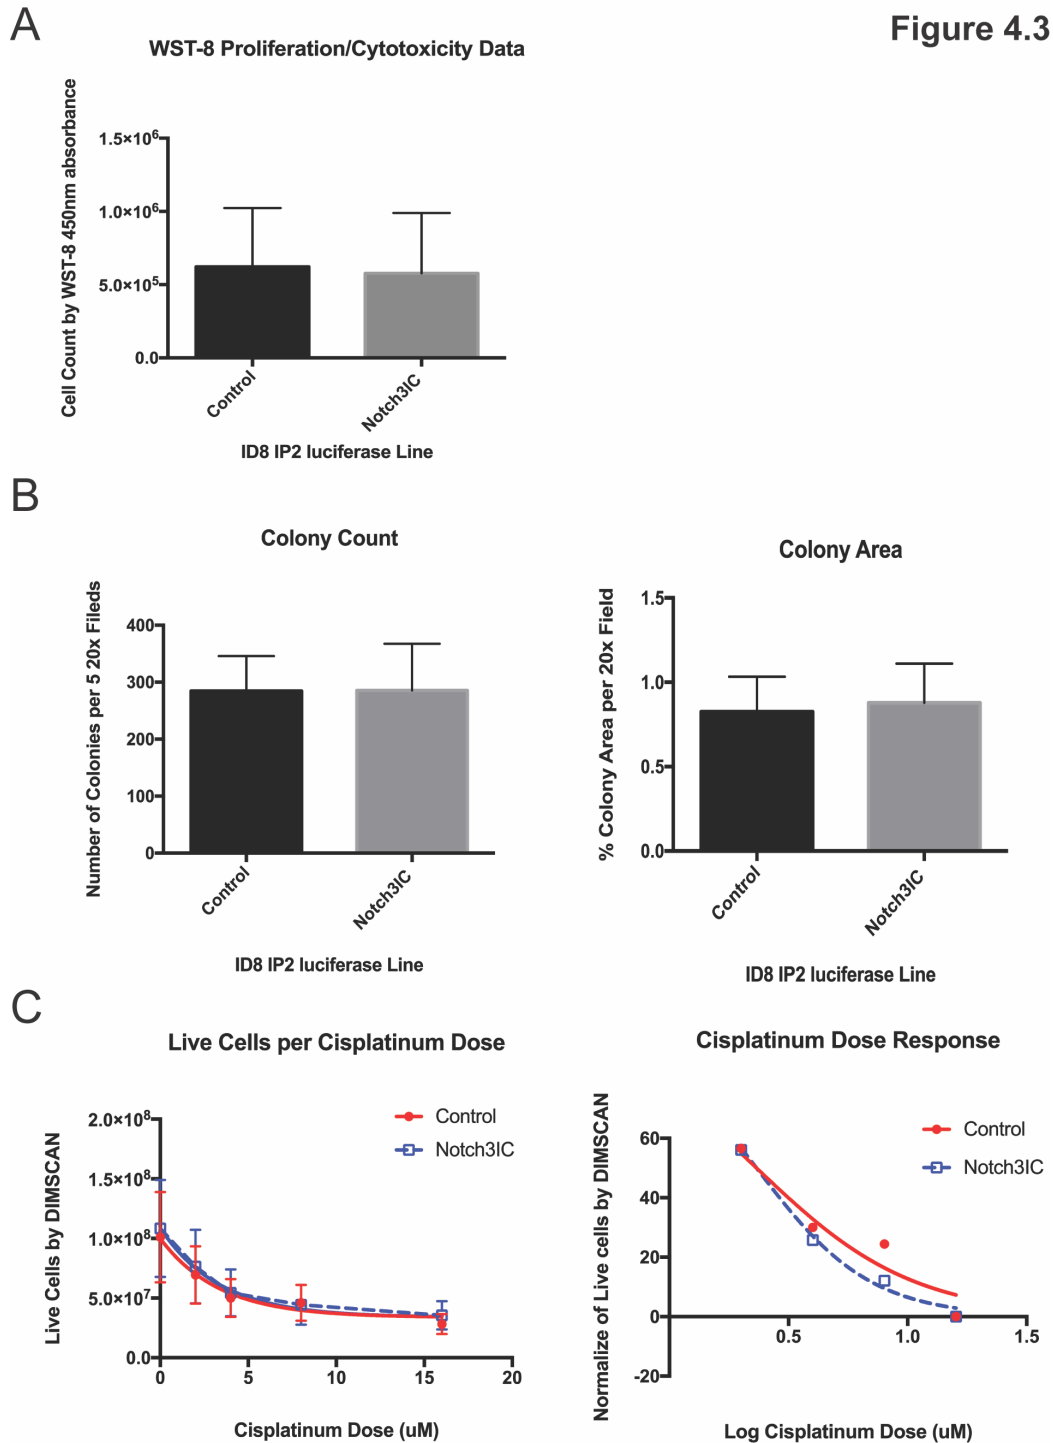 A
Figure 4.3
WST-8 Proliferation/Cytotoxicity Data
Cell Count by WST-8 450nm absorbance
1.5×10⁶
1.0×10⁶
5.0×10⁵
0.0
Control
Notch3IC
ID8 IP2 luciferase Line
B
Colony Count
Number of Colonies per 5 20x Fileds
400
300
200
100
0
Control
Notch3IC
ID8 IP2 luciferase Line
Colony Area
% Colony Area per 20x Field
1.5
1.0
0.5
0.0
Control
Notch3IC
ID8 IP2 luciferase Line
C
Live Cells per Cisplatinum Dose
Live Cells by DIMSCAN
2.0×10⁸
1.5×10⁸
1.0×10⁸
5.0×10⁷
0.0
0
5
10
15
20
Control
Notch3IC
Cisplatinum Dose (uM)
Cisplatinum Dose Response
Normalize of Live cells by DIMSCAN
60
40
20
0
-20
0.5
1.0
1.5
Control
Notch3IC
Log Cisplatinum Dose (uM)